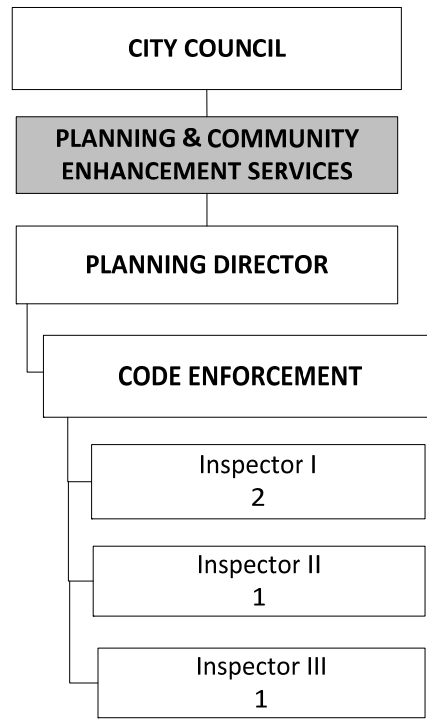 CITY COUNCIL
PLANNING & COMMUNITY
ENHANCEMENT SERVICES
PLANNING DIRECTOR
CODE ENFORCEMENT
Inspector I
2
Inspector II
1
Inspector III
1